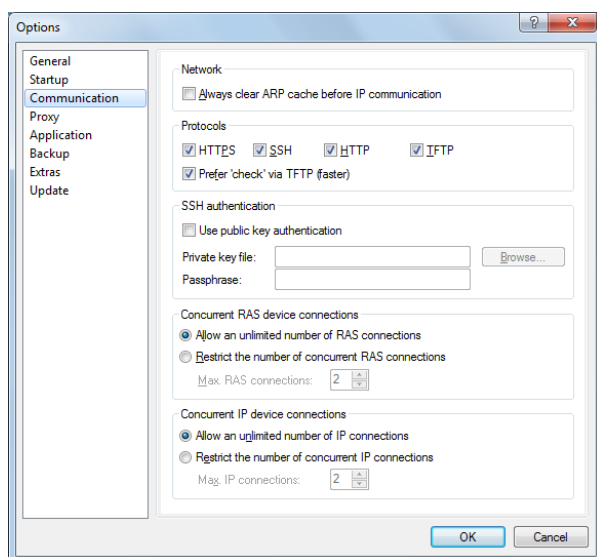 Options
General
Startup
Communication
Proxy
Application
Backup
Extras
Update
Network
Always clear ARP cache before IP communication
Protocols
HTTPS SSH HTTP TFTP
Prefer 'check' via TFTP (faster)
SSH authentication
Use public key authentication
Private key file: Browse...
Passphrase:
Concurrent RAS device connections
Allow an unlimited number of RAS connections
Restrict the number of concurrent RAS connections
Max. RAS connections: 2
Concurrent IP device connections
Allow an unlimited number of IP connections
Restrict the number of concurrent IP connections
Max. IP connections: 2
OK Cancel